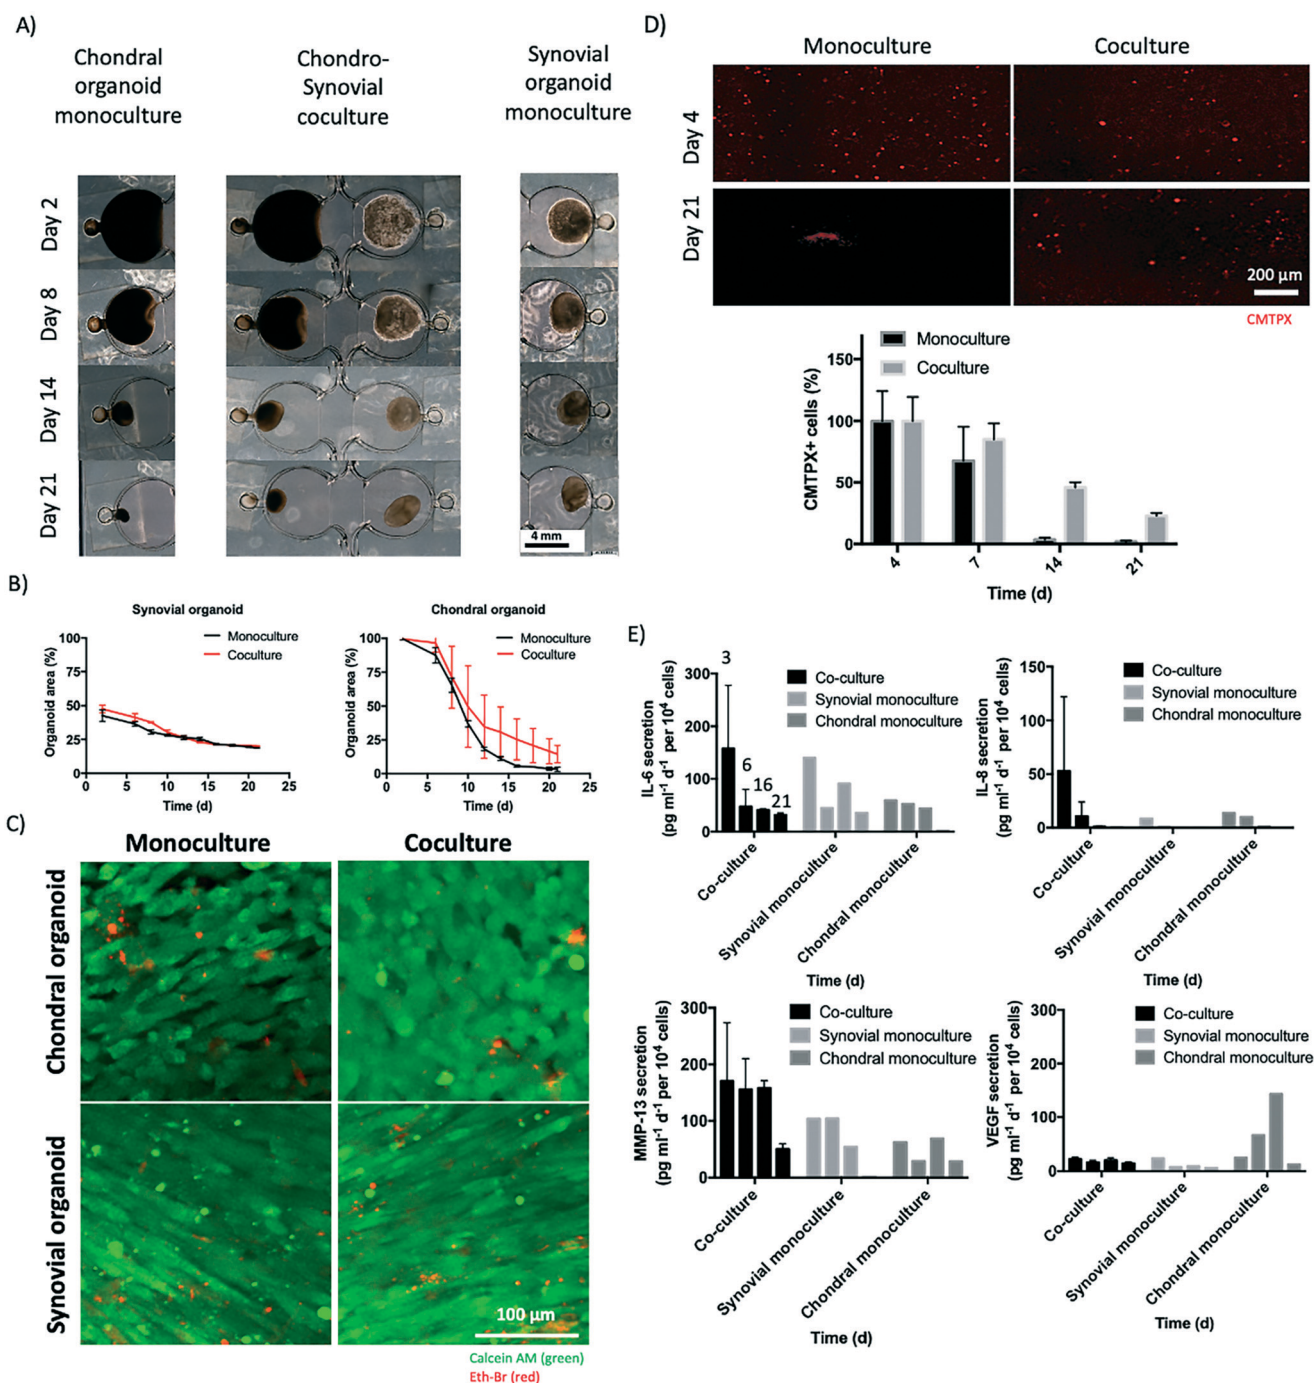 A)
Chondral
organoid
monoculture
Chondro-
Synovial
coculture
Synovial
organoid
monoculture
Day 2
Day 8
Day 14
Day 21
4 mm
B)
Synovial organoid
Organoid area (%)
100
75
50
25
0
0 5 10 15 20 25
Time (d)
Monoculture
Coculture
Chondral organoid
Organoid area (%)
100
75
50
25
0
0 5 10 15 20 25
Time (d)
Monoculture
Coculture
C)
Monoculture
Coculture
Chondral organoid
Synovial organoid
100 µm
Calcein AM (green)
Eth-Br (red)
D)
Monoculture
Coculture
Day 4
Day 21
200 µm
CMTPX
CMTPX+ cells (%)
150
100
50
0
Monoculture
Coculture
4 7 14 21
Time (d)
E)
IL-6 secretion
(pg ml-1 d-1 per 10⁴ cells)
300
200
100
0
3
6
16
21
Co-culture
Synovial monoculture
Chondral monoculture
Co-culture
Synovial monoculture
Chondral monoculture
Time (d)
IL-8 secretion
(pg ml-1 d-1 per 10⁴ cells)
150
100
50
0
Co-culture
Synovial monoculture
Chondral monoculture
Co-culture
Synovial monoculture
Chondral monoculture
Time (d)
MMP-13 secretion
(pg ml-1 d-1 per 10⁴ cells)
300
200
100
0
Co-culture
Synovial monoculture
Chondral monoculture
Co-culture
Synovial monoculture
Chondral monoculture
Time (d)
VEGF secretion
(pg ml-1 d-1 per 10⁴ cells)
300
200
100
0
Co-culture
Synovial monoculture
Chondral monoculture
Co-culture
Synovial monoculture
Chondral monoculture
Time (d)